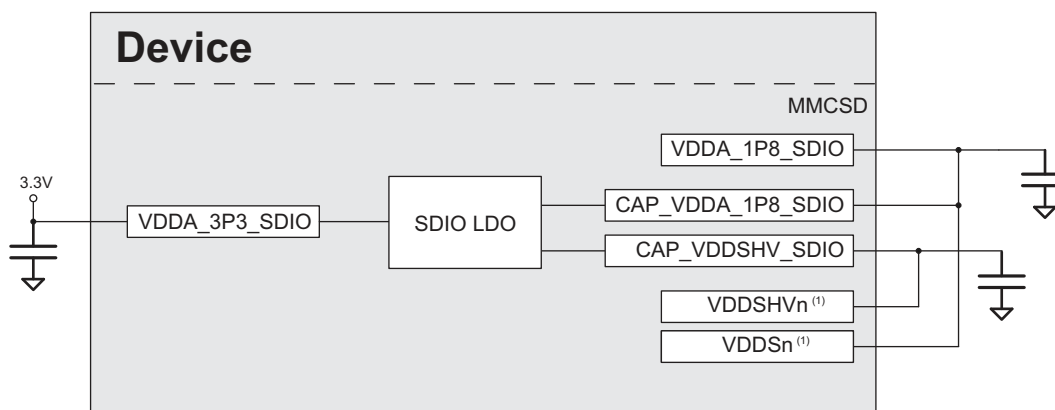 Device
MMCSD
VDDA_1P8_SDIO
3.3V
VDDA_3P3_SDIO
SDIO LDO
CAP_VDDA_1P8_SDIO
CAP_VDDSHV_SDIO
VDDSHVn (1)
VDDSn (1)